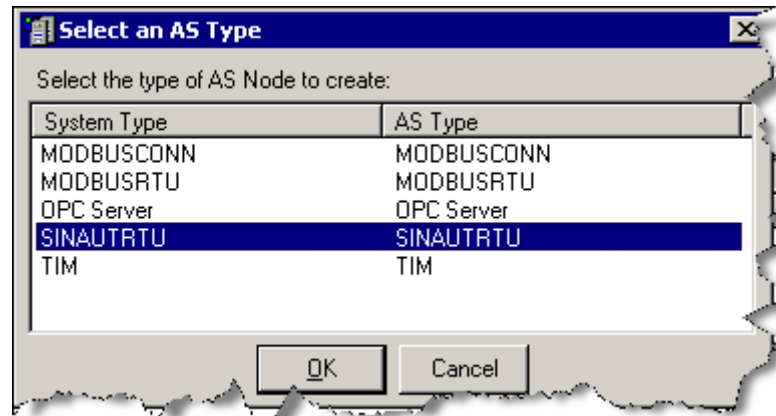 Select an AS Type
Select the type of AS Node to create:
System Type AS Type
MODBUSCONN MODBUSCONN
MODBUSRTU MODBUSRTU
OPC Server OPC Server
SINAUTRTU SINAUTRTU
TIM TIM
OK Cancel